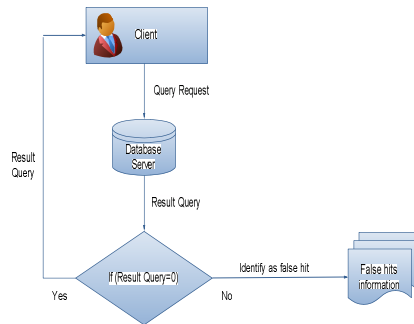 Client
Query Request
Database
Server
Result
Query
Result Query
If (Result Query=0)
Identify as false hit
False hits
information
Yes
No